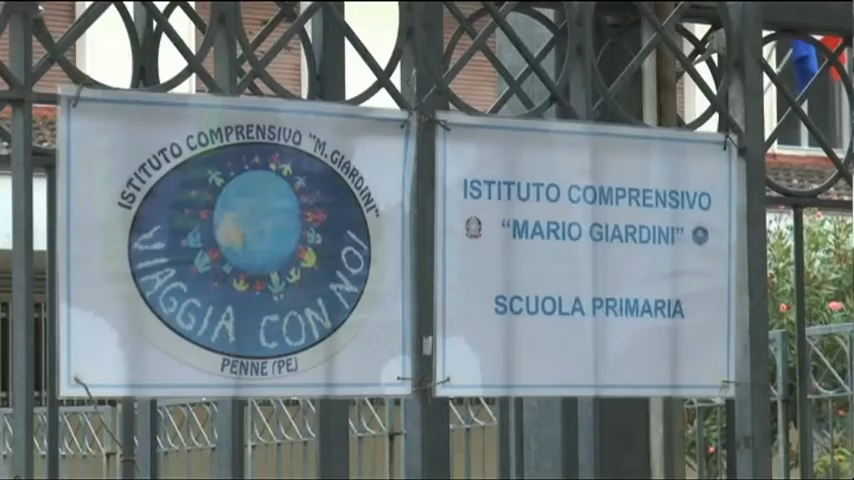 ISTITUTO COMPRENSIVO "M. GIARDINI"
VIAGGIA CON NOI
PENNE (PE)
ISTITUTO COMPRENSIVO
"MARIO GIARDINI"
SCUOLA PRIMARIA